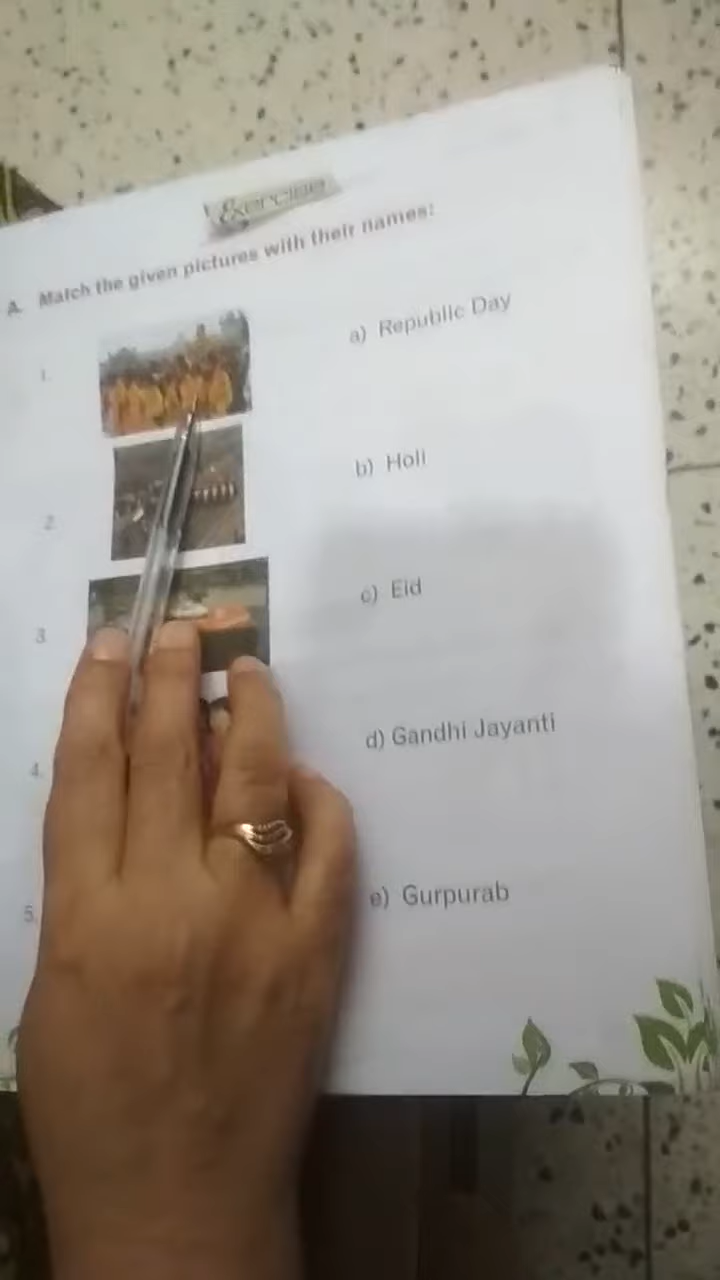 Exercise
A. Match the given pictures with their names:
1.
a) Republic Day
2.
b) Holi
3.
c) Eid
4.
d) Gandhi Jayanti
5.
e) Gurpurab